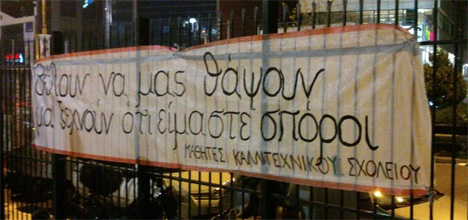 θέλουν να μας θάψουν
μα ξεχνούν ότι είμαστε σπόροι
ΜΑΘΗΤΕΣ ΚΑΛΛΙΤΕΧΝΙΚΟΥ ΣΧΟΛΕΙΟΥ